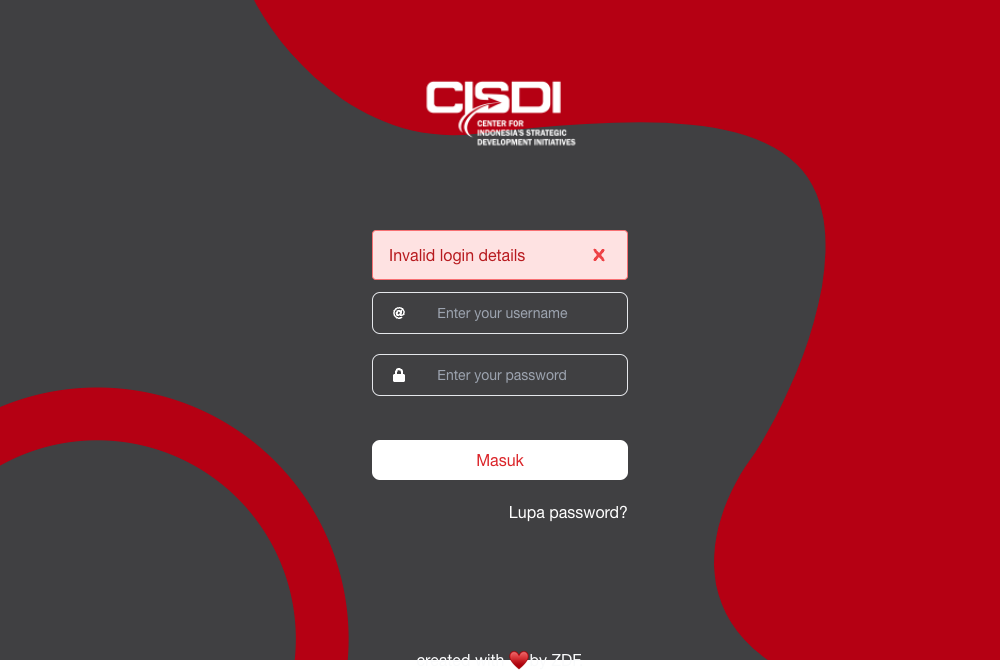 CISDI
CENTER FOR
INDONESIA'S STRATEGIC
DEVELOPMENT INITIATIVES
Invalid login details
Enter your username
Enter your password
Masuk
Lupa password?
created with ❤️ by ZDF